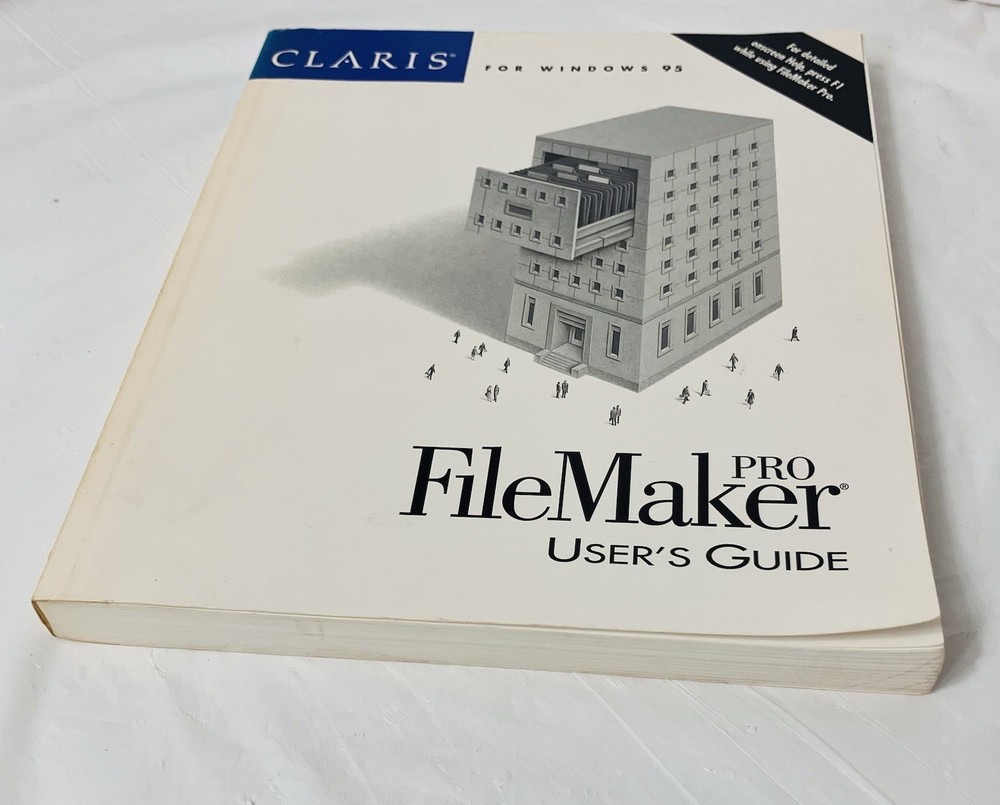 CLARIS®
FOR WINDOWS 95
For detailed
onscreen Help, press F1
while using FileMaker Pro.
FileMaker PRO®
USER'S GUIDE